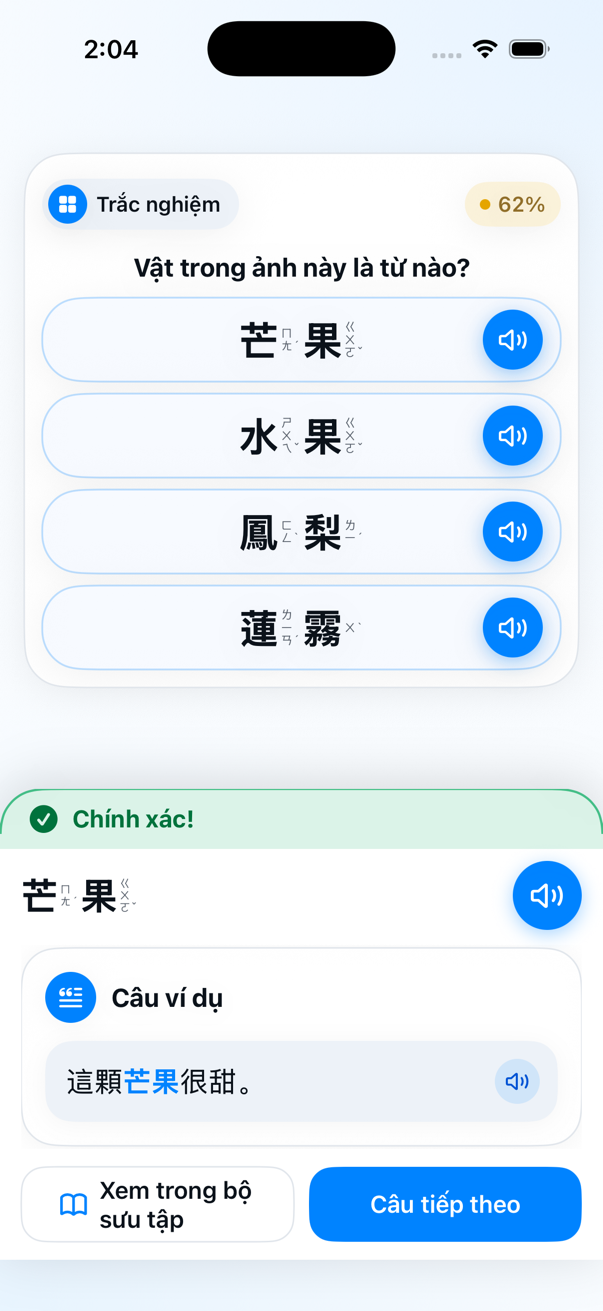 2:04
Trắc nghiệm
62%
Vật trong ảnh này là từ nào?
芒ㄇㄤˊ果ㄍㄨㄛˇ
水ㄕㄨㄟˇ果ㄍㄨㄛˇ
鳳ㄈㄥˋ梨ㄌㄧˊ
蓮ㄌㄧㄢˊ霧ㄨˋ
Chính xác!
芒ㄇㄤˊ果ㄍㄨㄛˇ
Câu ví dụ
這顆芒果很甜。
Xem trong bộ
sưu tập
Câu tiếp theo